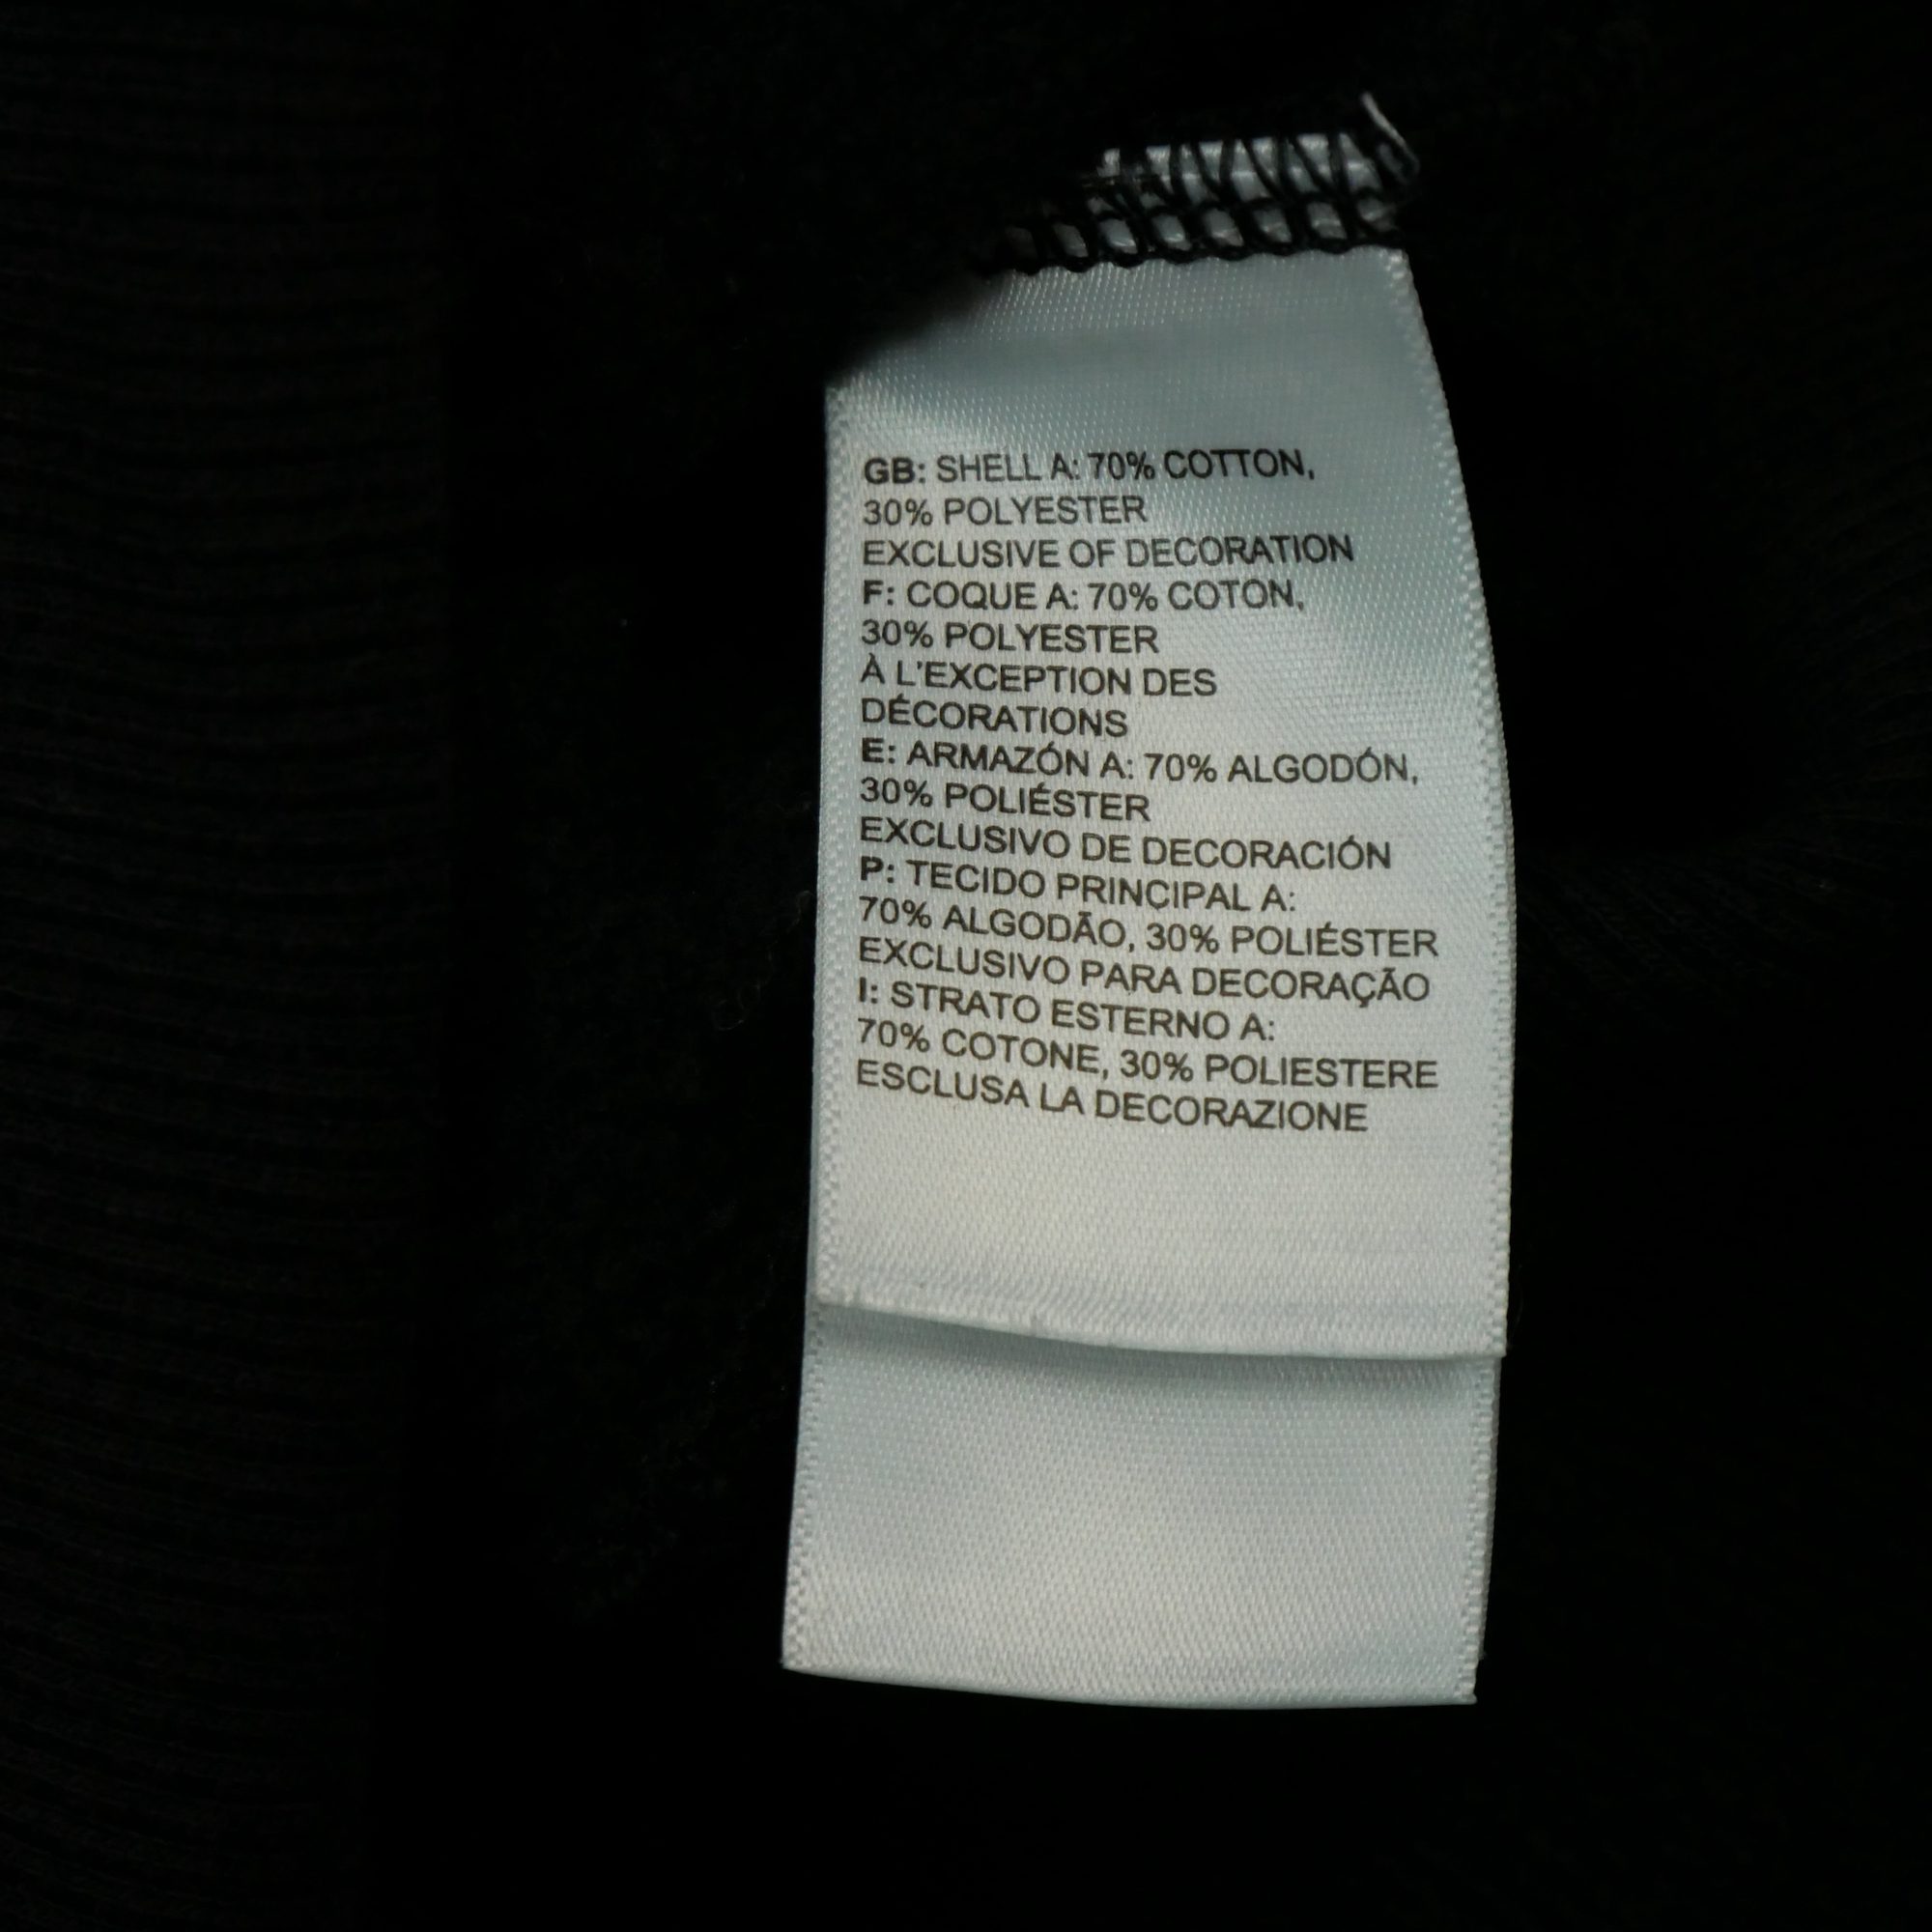 GB: SHELL A: 70% COTTON,
30% POLYESTER
EXCLUSIVE OF DECORATION
F: COQUE A: 70% COTON,
30% POLYESTER
À L'EXCEPTION DES
DÉCORATIONS
E: ARMAZÓN A: 70% ALGODÓN,
30% POLIÉSTER
EXCLUSIVO DE DECORACIÓN
P: TECIDO PRINCIPAL A:
70% ALGODÃO, 30% POLIÉSTER
EXCLUSIVO PARA DECORAÇÃO
I: STRATO ESTERNO A:
70% COTONE, 30% POLIESTERE
ESCLUSA LA DECORAZIONE